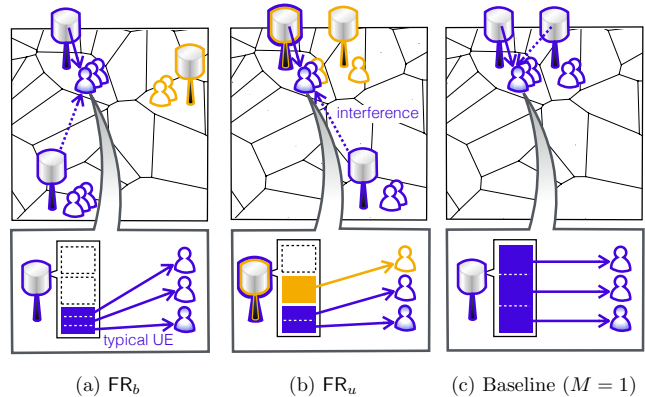 interference
typical UE
(a) FR_b
(b) FR_u
(c) Baseline (M = 1)